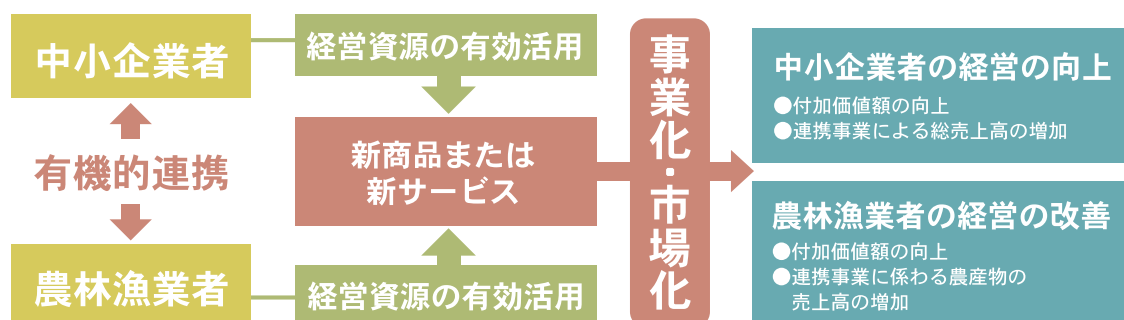 中小企業者
経営資源の有効活用
有機的連携
新商品または
新サービス
農林漁業者
経営資源の有効活用
事業化・市場化
中小企業者の経営の向上
●付加価値額の向上
●連携事業による総売上高の増加
農林漁業者の経営の改善
●付加価値額の向上
●連携事業に係わる農産物の
売上高の増加